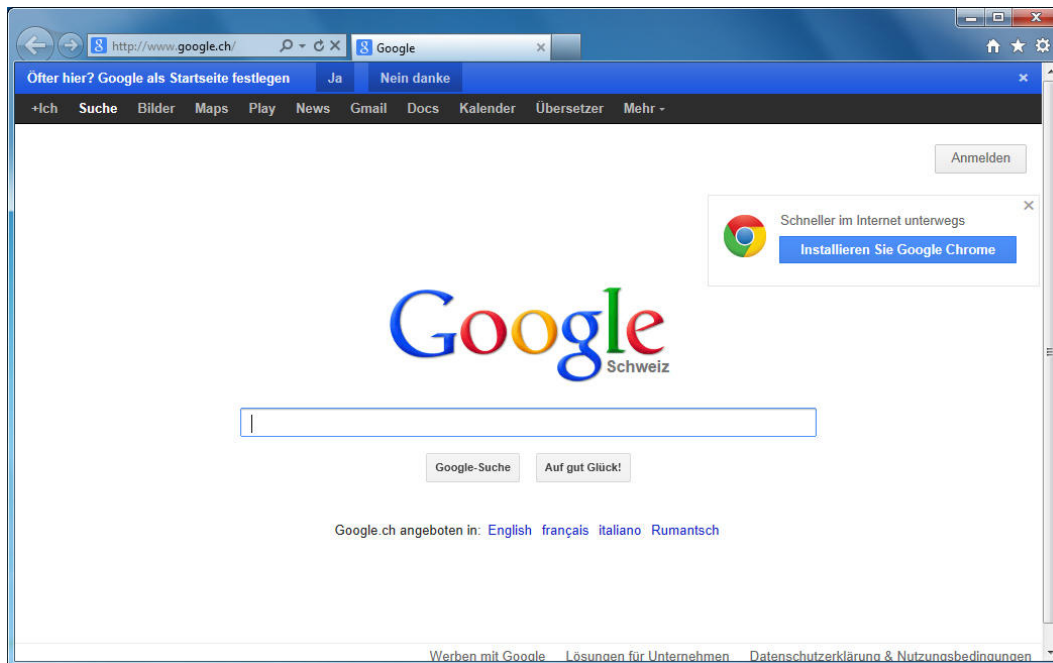 http://www.google.ch/ Google
Öfter hier? Google als Startseite festlegen Ja Nein danke
+Ich Suche Bilder Maps Play News Gmail Docs Kalender Übersetzer Mehr
Anmelden
Schneller im Internet unterwegs
Installieren Sie Google Chrome
Google
Schweiz
Google-Suche Auf gut Glück!
Google.ch angeboten in: English français italiano Rumantsch
Werben mit Google Lösungen für Unternehmen Datenschutzerklärung & Nutzungsbedingungen